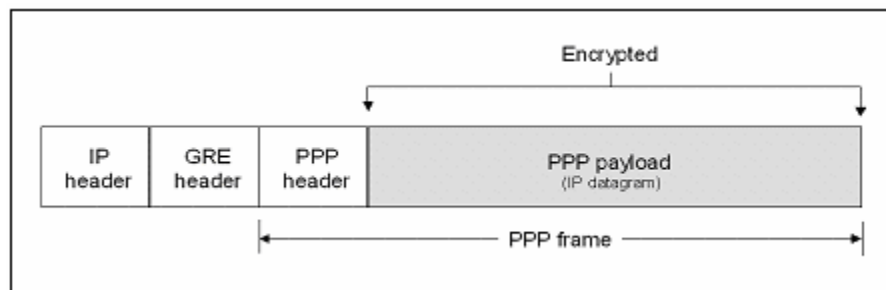 Encrypted
IP
header
GRE
header
PPP
header
PPP payload
(IP datagram)
PPP frame